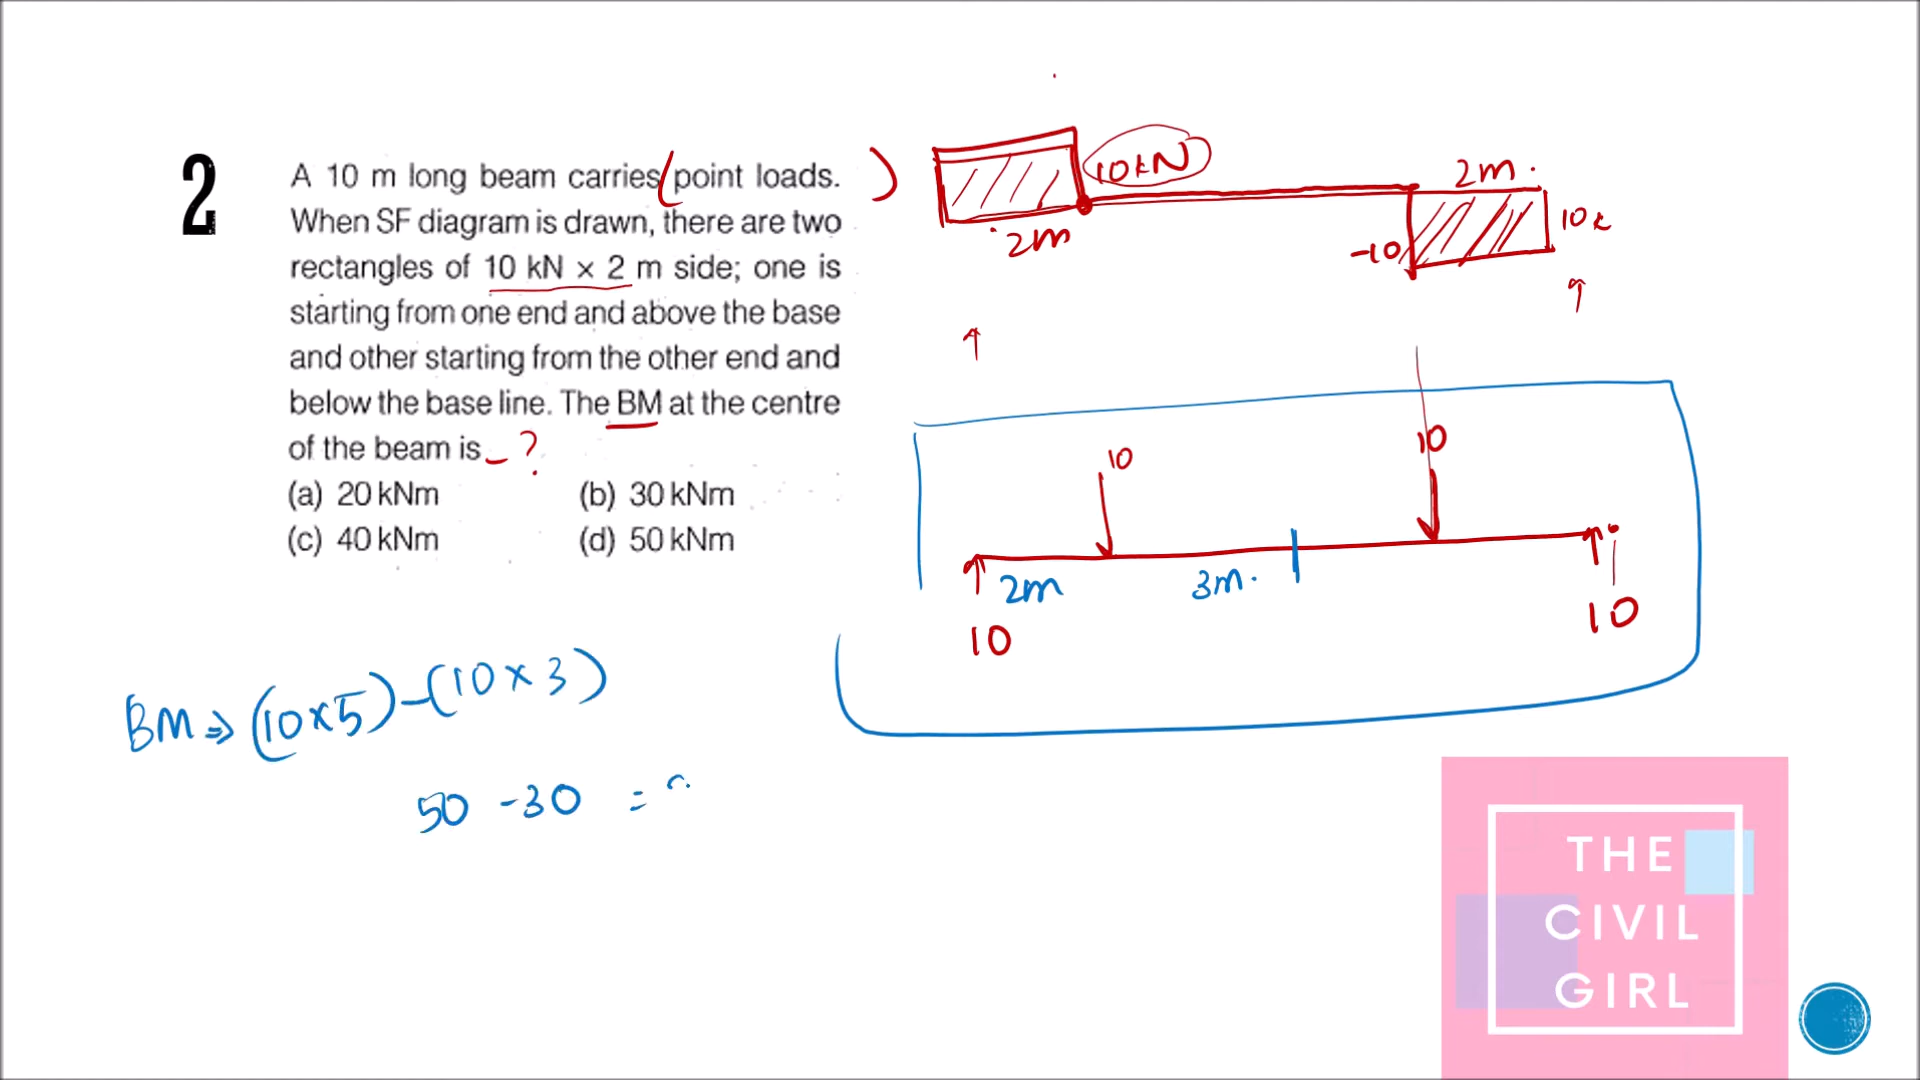 2
A 10 m long beam carries (point loads. )
When SF diagram is drawn, there are two
rectangles of 10 kN × 2 m side; one is
starting from one end and above the base
and other starting from the other end and
below the base line. The BM at the centre
of the beam is _ ?
(a) 20 kNm (b) 30 kNm
(c) 40 kNm (d) 50 kNm
10kN
2m
2m.
-10
10k
10
10
2m
3m.
10
10
BM ⇒ (10×5) - (10×3)
50 - 30 =
THE
CIVIL
GIRL